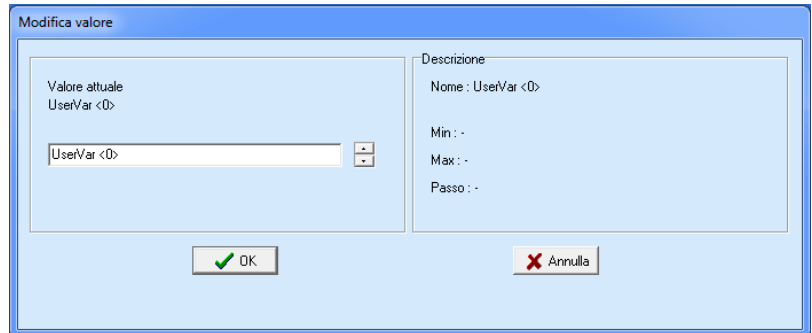 Modifica valore
Valore attuale
UserVar <0>
UserVar <0>
Descrizione
Nome : UserVar <0>
Min : -
Max : -
Passo : -
OK
Annulla